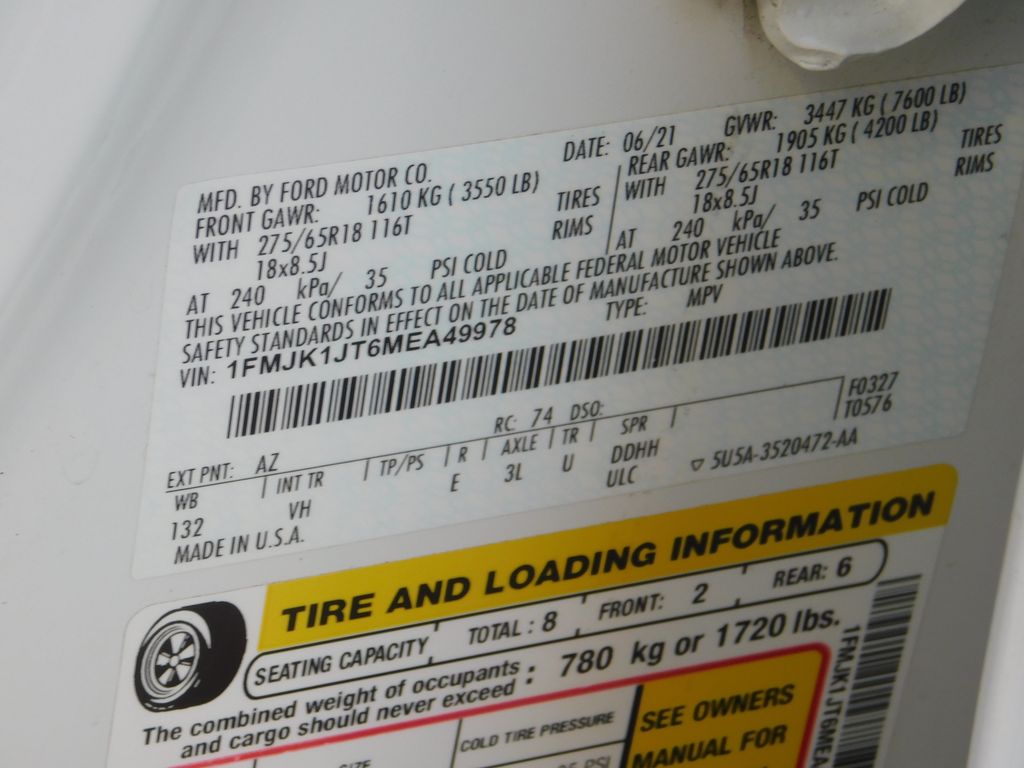 MFD. BY FORD MOTOR CO.
DATE: 06/21 GVWR: 3447 KG ( 7600 LB)
FRONT GAWR: 1610 KG ( 3550 LB)
REAR GAWR: 1905 KG ( 4200 LB)
WITH 275/65R18 116T TIRES
WITH 275/65R18 116T TIRES
18x8.5J RIMS
18x8.5J RIMS
AT 240 kPa/ 35 PSI COLD
AT 240 kPa/ 35 PSI COLD
THIS VEHICLE CONFORMS TO ALL APPLICABLE FEDERAL MOTOR VEHICLE
SAFETY STANDARDS IN EFFECT ON THE DATE OF MANUFACTURE SHOWN ABOVE.
VIN: 1FMJK1JT6MEA49978
TYPE: MPV
F0327
T0576
EXT PNT: AZ RC: 74 DSO:
WB INT TR TP/PS R AXLE TR SPR
132 VH E 3L U DDHH
ULC
MADE IN U.S.A.
5U5A-3520472-AA
TIRE AND LOADING INFORMATION
SEATING CAPACITY TOTAL : 8 FRONT: 2 REAR: 6
The combined weight of occupants
and cargo should never exceed : 780 kg or 1720 lbs.
COLD TIRE PRESSURE
SEE OWNERS
MANUAL FOR
1FMJK1JT6MEA